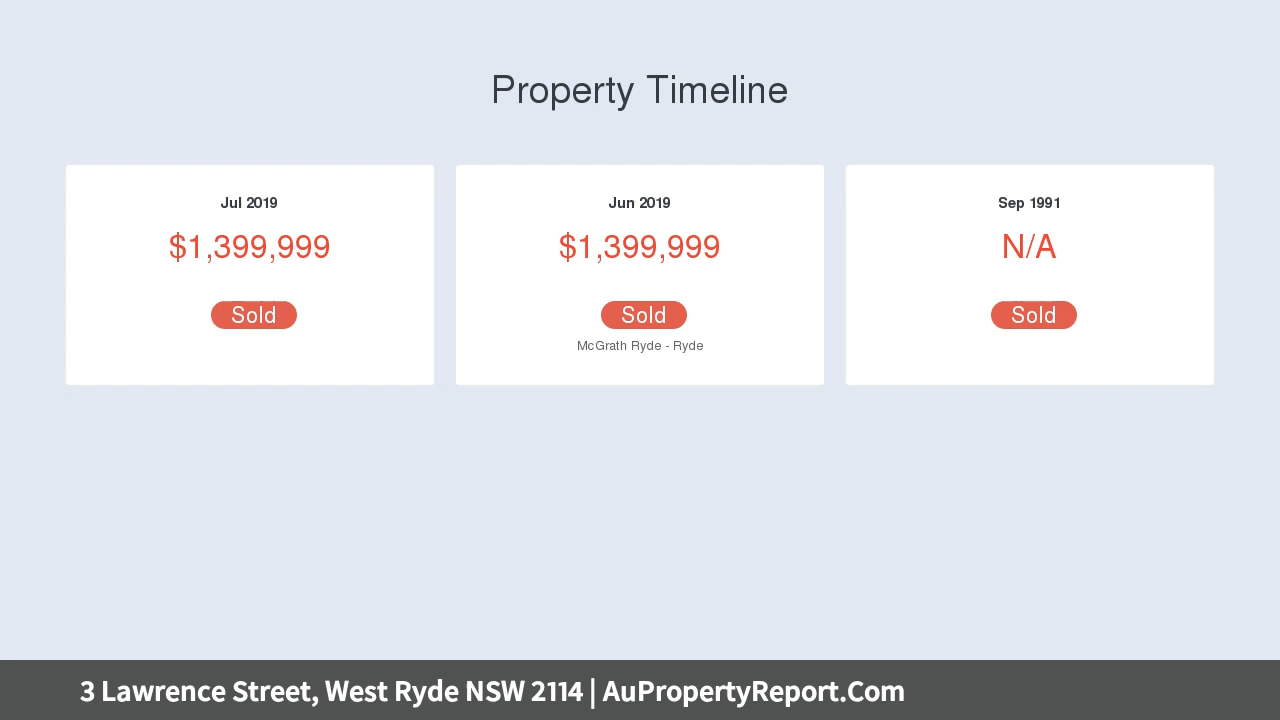 Property Timeline
Jul 2019
$1,399,999
Sold
Jun 2019
$1,399,999
Sold
McGrath Ryde - Ryde
Sep 1991
N/A
Sold
3 Lawrence Street, West Ryde NSW 2114 | AuPropertyReport.Com